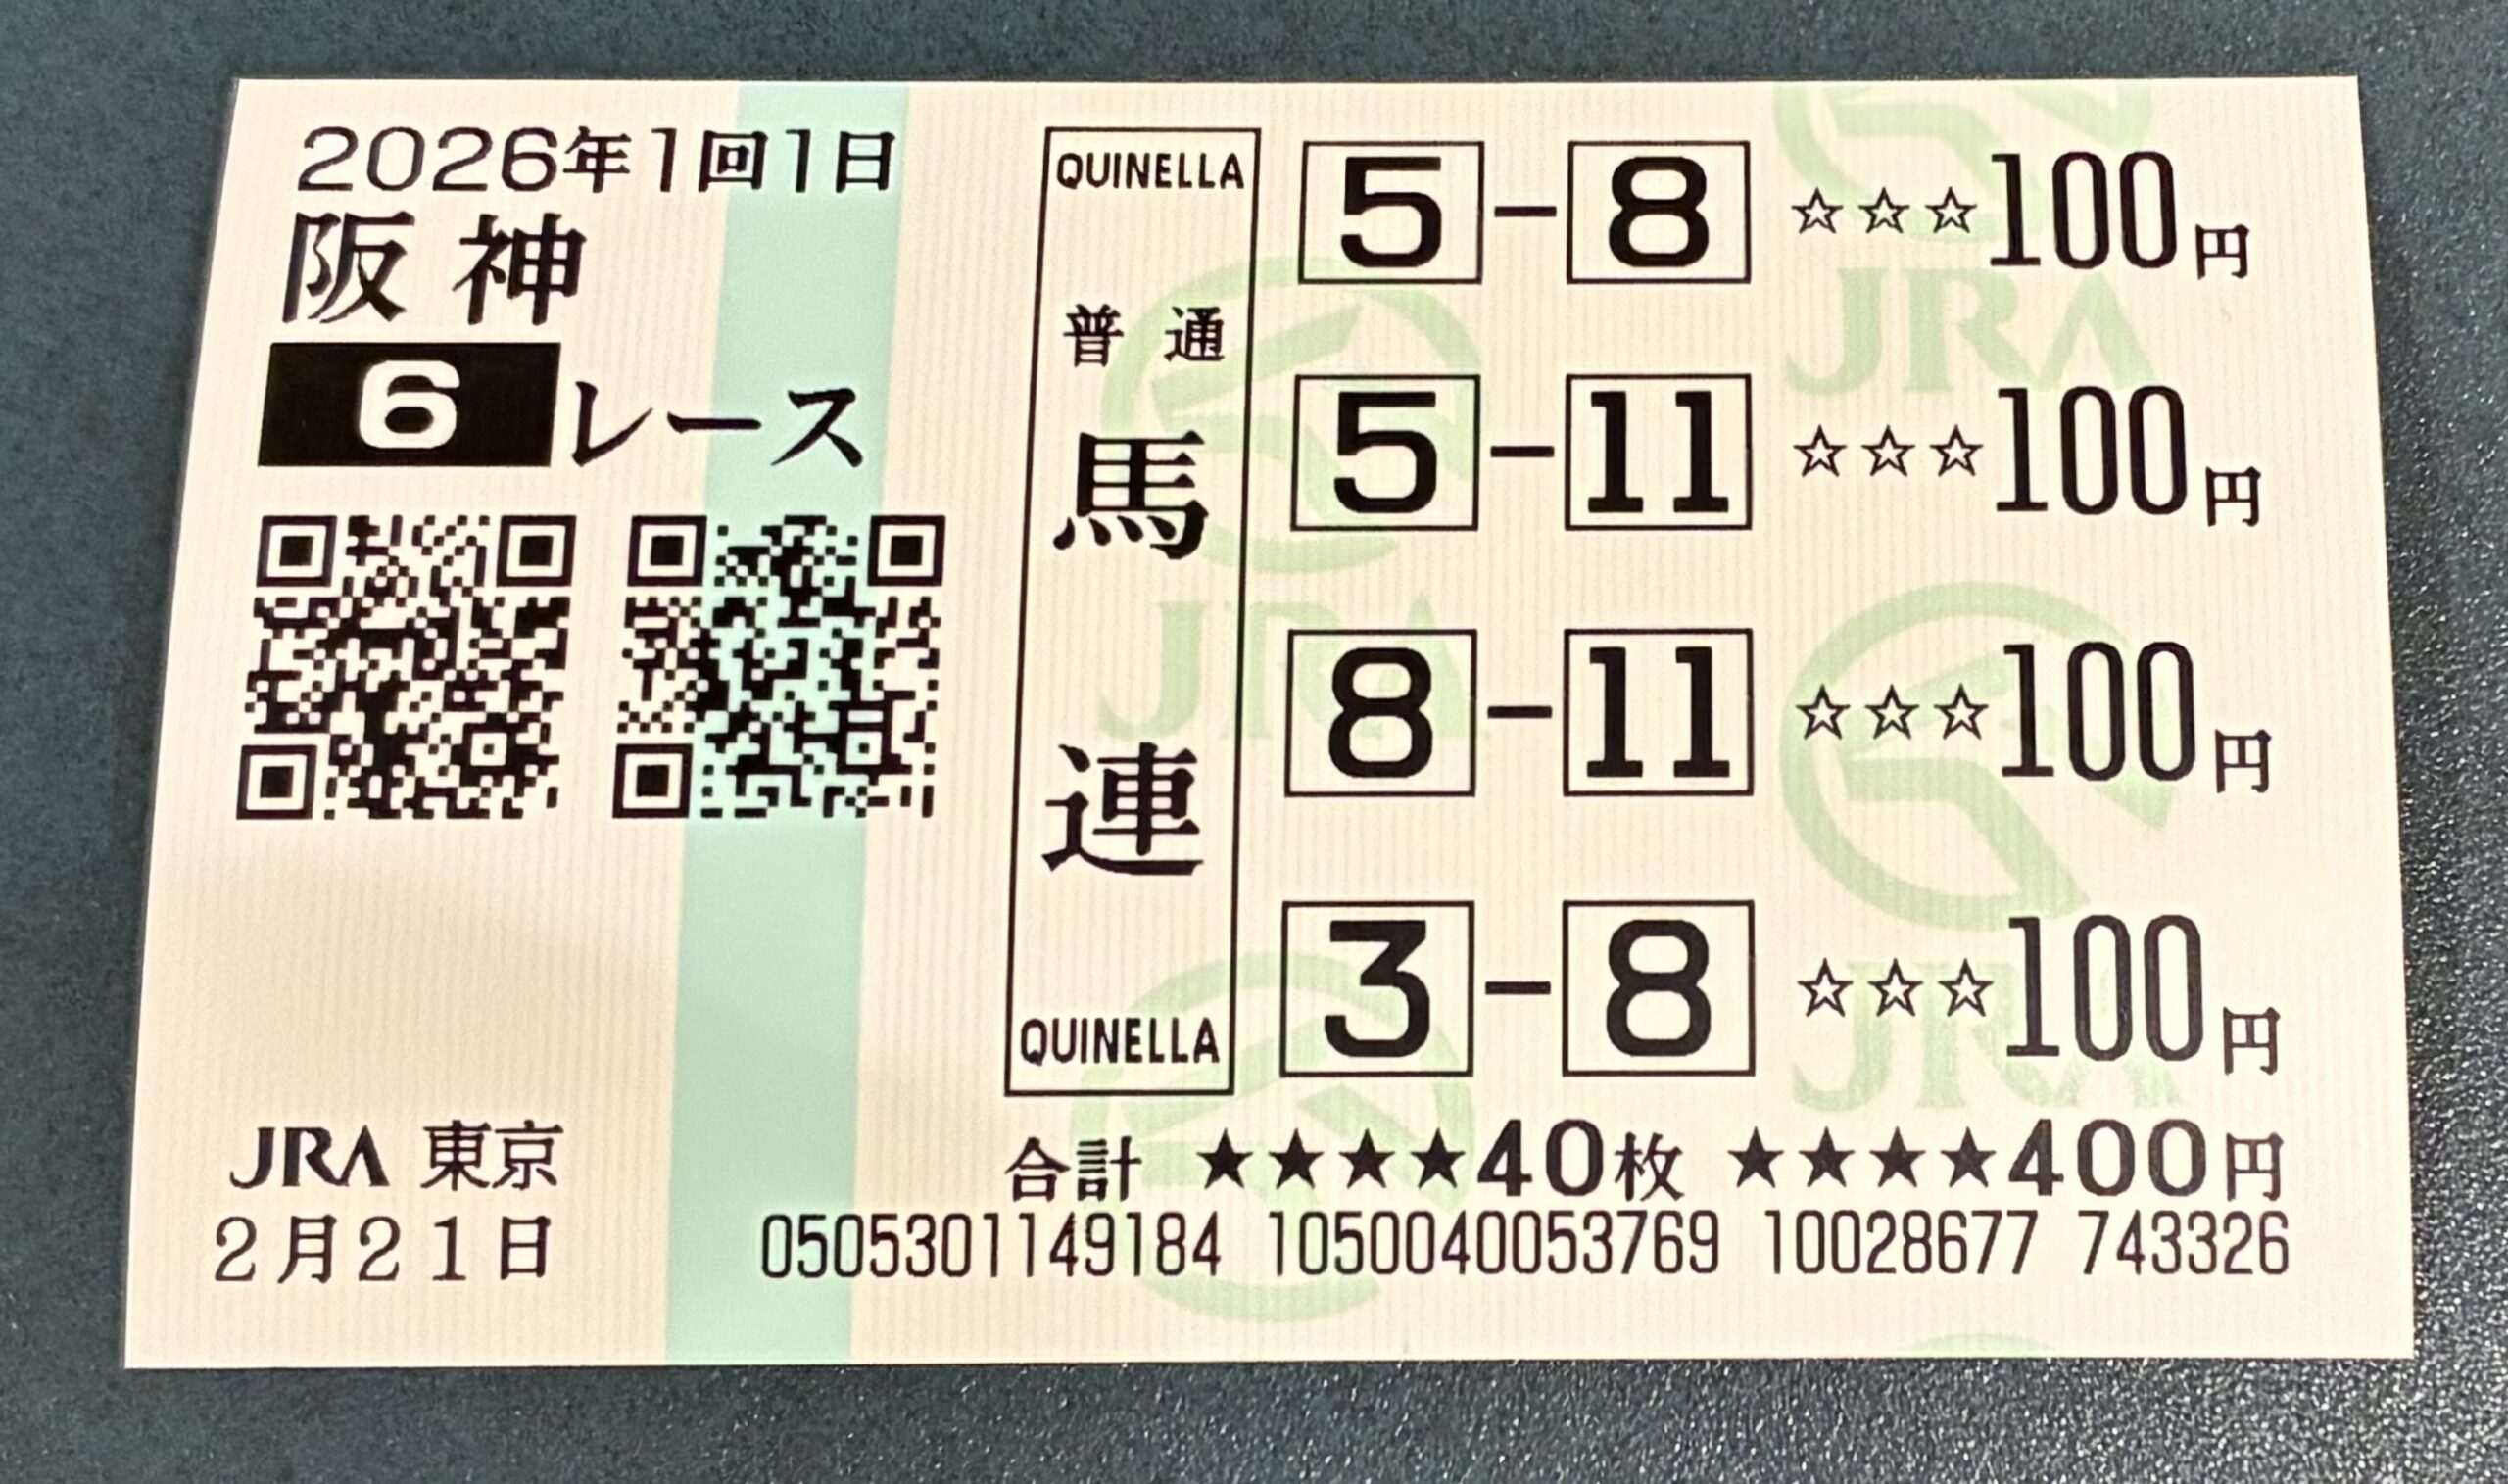 2026年1回1日
阪神
6レース
JRA 東京
2月21日
QUINELLA
普通
馬連
QUINELLA
5-8 ☆☆☆100円
5-11 ☆☆☆100円
8-11 ☆☆☆100円
3-8 ☆☆☆100円
合計 ★★★★40枚 ★★★★400円
0505301149184 1050040053769 10028677 743326
JRA
JRA
JRA